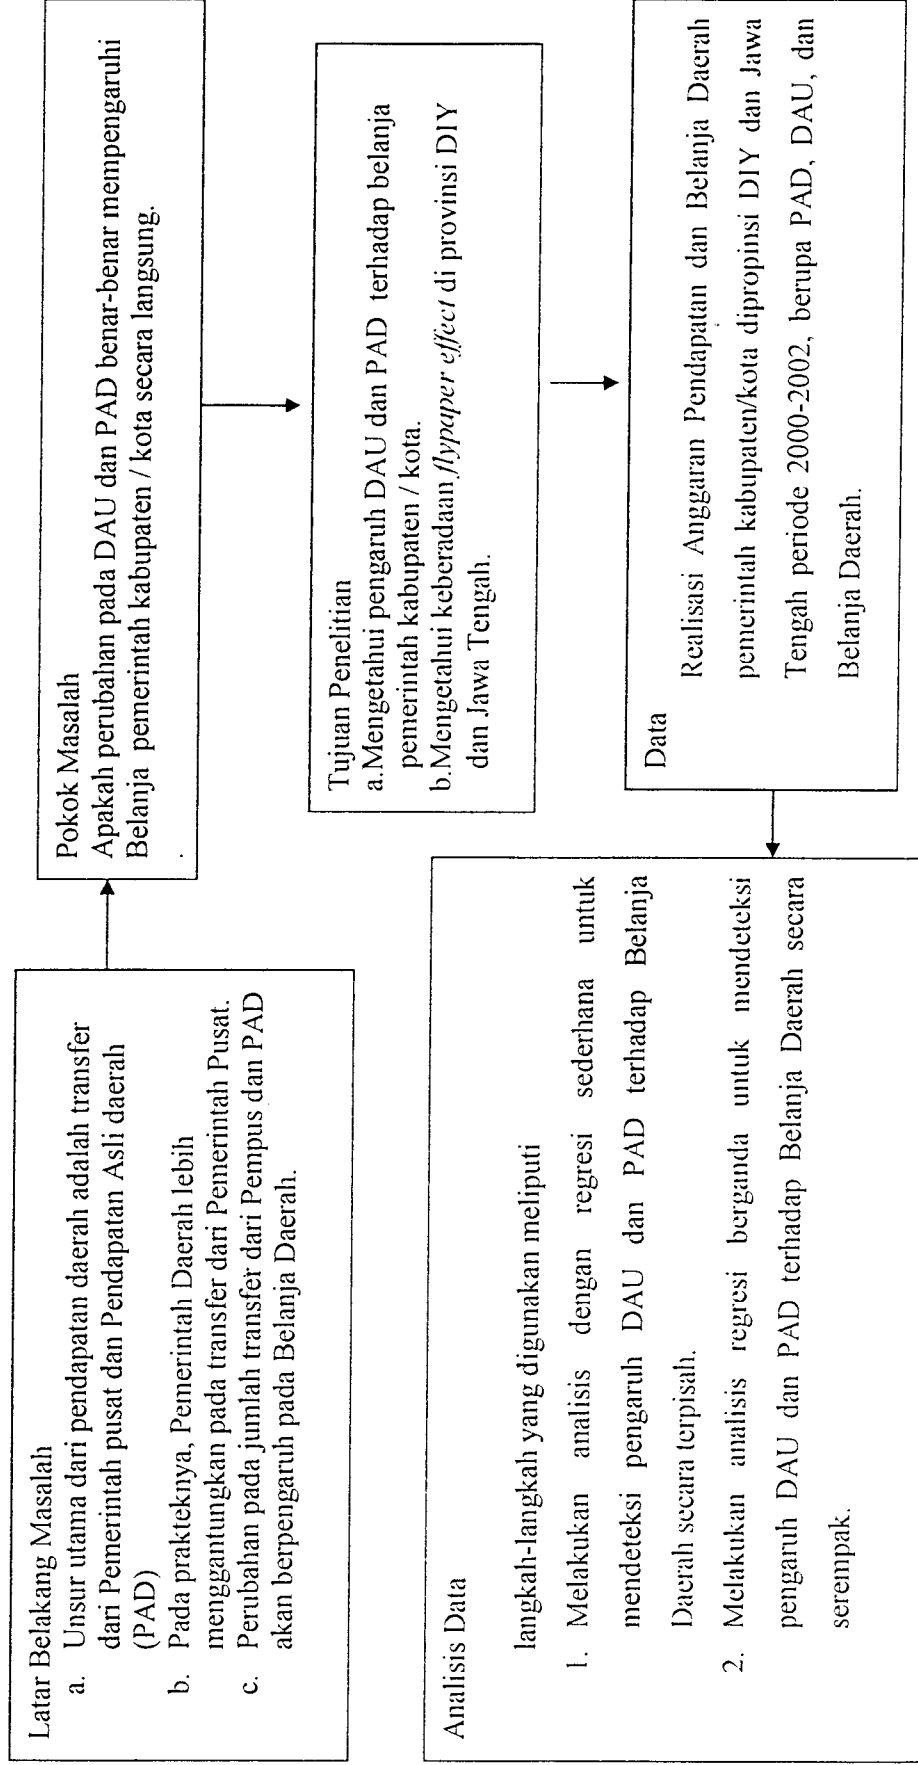 Latar Belakang Masalah
a. Unsur utama dari pendapatan daerah adalah transfer
dari Pemerintah pusat dan Pendapatan Asli daerah
(PAD)
b. Pada prakteknya, Pemerintah Daerah lebih
menggantungkan pada transfer dari Pemerintah Pusat.
c. Perubahan pada jumlah transfer dari Pempus dan PAD
akan berpengaruh pada Belanja Daerah.
Pokok Masalah
Apakah perubahan pada DAU dan PAD benar-benar mempengaruhi
Belanja pemerintah kabupaten / kota secara langsung.
Tujuan Penelitian
a.Mengetahui pengaruh DAU dan PAD terhadap belanja
pemerintah kabupaten / kota.
b.Mengetahui keberadaan flypaper effect di provinsi DIY
dan Jawa Tengah.
Data
Realisasi Anggaran Pendapatan dan Belanja Daerah
pemerintah kabupaten/kota dipropinsi DIY dan Jawa
Tengah periode 2000-2002, berupa PAD, DAU, dan
Belanja Daerah.
Analisis Data
langkah-langkah yang digunakan meliputi
1. Melakukan analisis dengan regresi sederhana untuk
mendeteksi pengaruh DAU dan PAD terhadap Belanja
Daerah secara terpisah.
2. Melakukan analisis regresi berganda untuk mendeteksi
pengaruh DAU dan PAD terhadap Belanja Daerah secara
serempak.